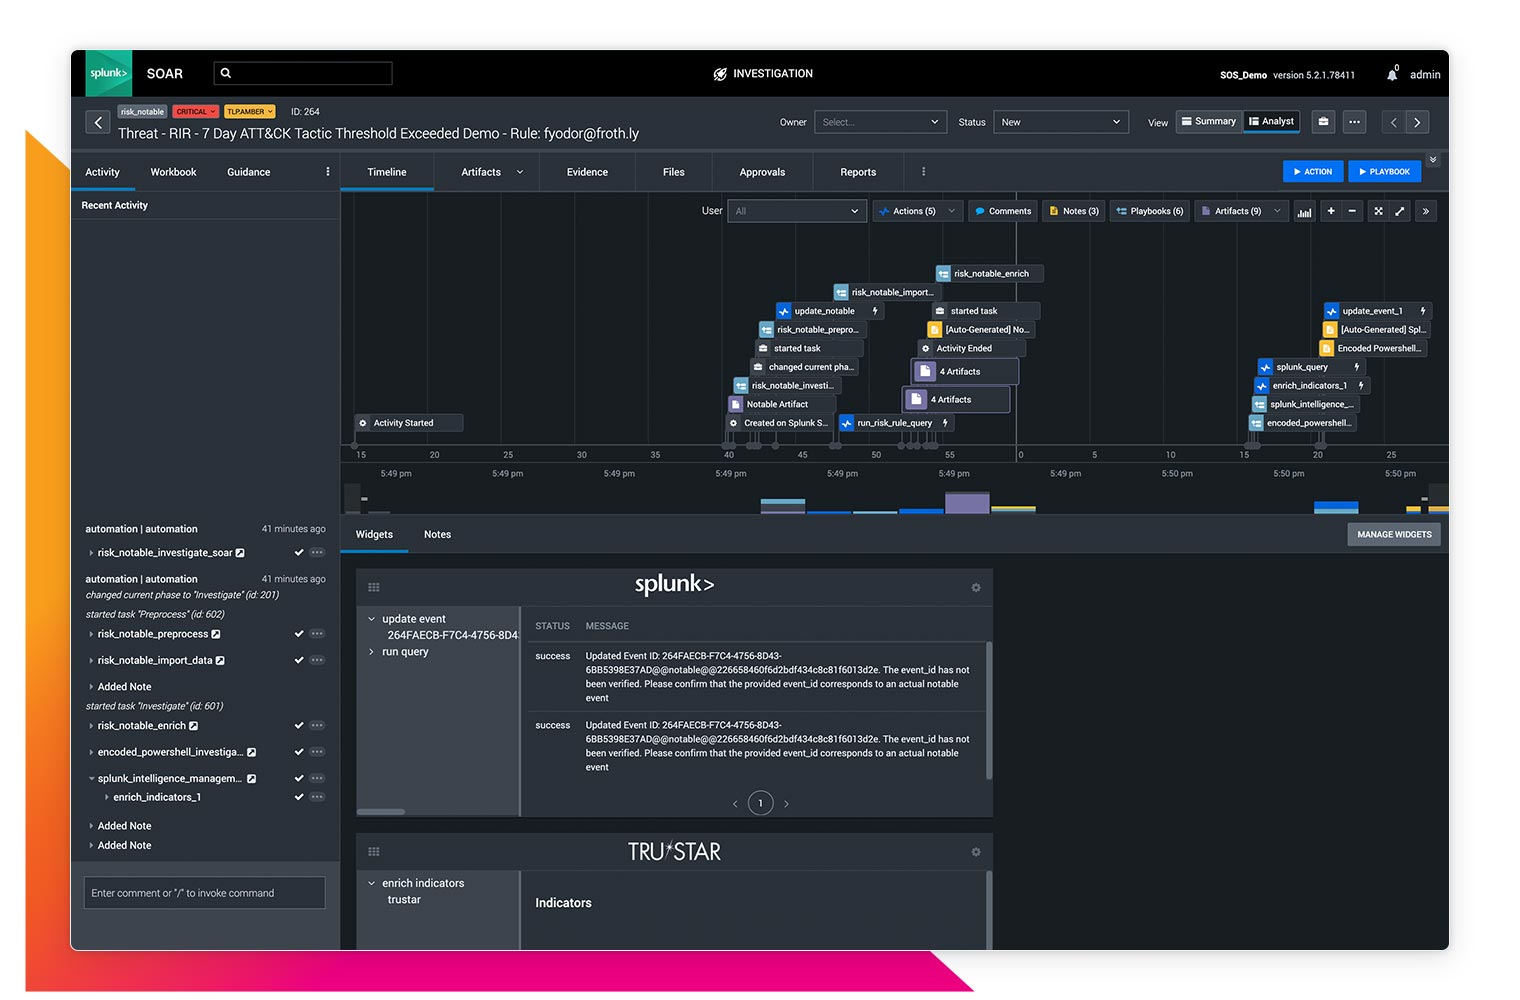 splunk>
SOAR
INVESTIGATION
SOS_Demo version 5.2.1.78411
0
admin
risk_notable
CRITICAL
TLP:AMBER
ID: 264
Threat - RIR - 7 Day ATT&CK Tactic Threshold Exceeded Demo - Rule: fyodor@froth.ly
Owner
Select...
Status
New
View
Summary
Analyst
Activity
Workbook
Guidance
Timeline
Artifacts
Evidence
Files
Approvals
Reports
ACTION
PLAYBOOK
Recent Activity
User
All
Actions (5)
Comments
Notes (3)
Playbooks (6)
Artifacts (9)
risk_notable_enrich
risk_notable_import...
update_notable
started task
update_event_1
risk_notable_prepro...
[Auto-Generated] No...
[Auto-Generated] Spl...
started task
Activity Ended
Encoded Powershell...
changed current pha...
4 Artifacts
splunk_query
risk_notable_investi...
enrich_indicators_1
Notable Artifact
4 Artifacts
splunk_intelligence_...
Activity Started
Created on Splunk S...
run_risk_rule_query
encoded_powershell...
15 20 25 30 35 40 45 50 55 0 5 10 15 20 25
5:49 pm 5:49 pm 5:49 pm 5:49 pm 5:49 pm 5:49 pm 5:49 pm 5:50 pm 5:50 pm 5:50 pm
automation | automation
41 minutes ago
risk_notable_investigate_soar
automation | automation
41 minutes ago
changed current phase to "Investigate" (id: 201)
started task "Preprocess" (id: 602)
risk_notable_preprocess
risk_notable_import_data
Added Note
started task "Investigate" (id: 601)
risk_notable_enrich
encoded_powershell_investiga...
splunk_intelligence_managem...
enrich_indicators_1
Added Note
Added Note
Enter comment or "/" to invoke command
Widgets
Notes
MANAGE WIDGETS
splunk>
update event
264FAECB-F7C4-4756-8D43
run query
STATUS
MESSAGE
success
Updated Event ID: 264FAECB-F7C4-4756-8D43-
6BB5398E37AD@@notable@@226658460f6d2bdf434c8c81f6013d2e. The event_id has not
been verified. Please confirm that the provided event_id corresponds to an actual notable
event
success
Updated Event ID: 264FAECB-F7C4-4756-8D43-
6BB5398E37AD@@notable@@226658460f6d2bdf434c8c81f6013d2e. The event_id has not
been verified. Please confirm that the provided event_id corresponds to an actual notable
event
1
TRUSTAR
enrich indicators
trustar
Indicators